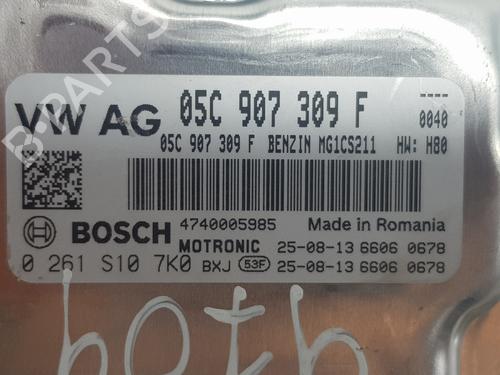 VW AG 05C 907 309 F ----
0040
05C 907 309 F BENZIN MG1CS211 HW: H80
BOSCH 4740005985 Made in Romania
MOTRONIC 25-08-13 6606 0678
0 261 S10 7K0 BXJ 53F 25-08-13 6606 0678
B-PARTS